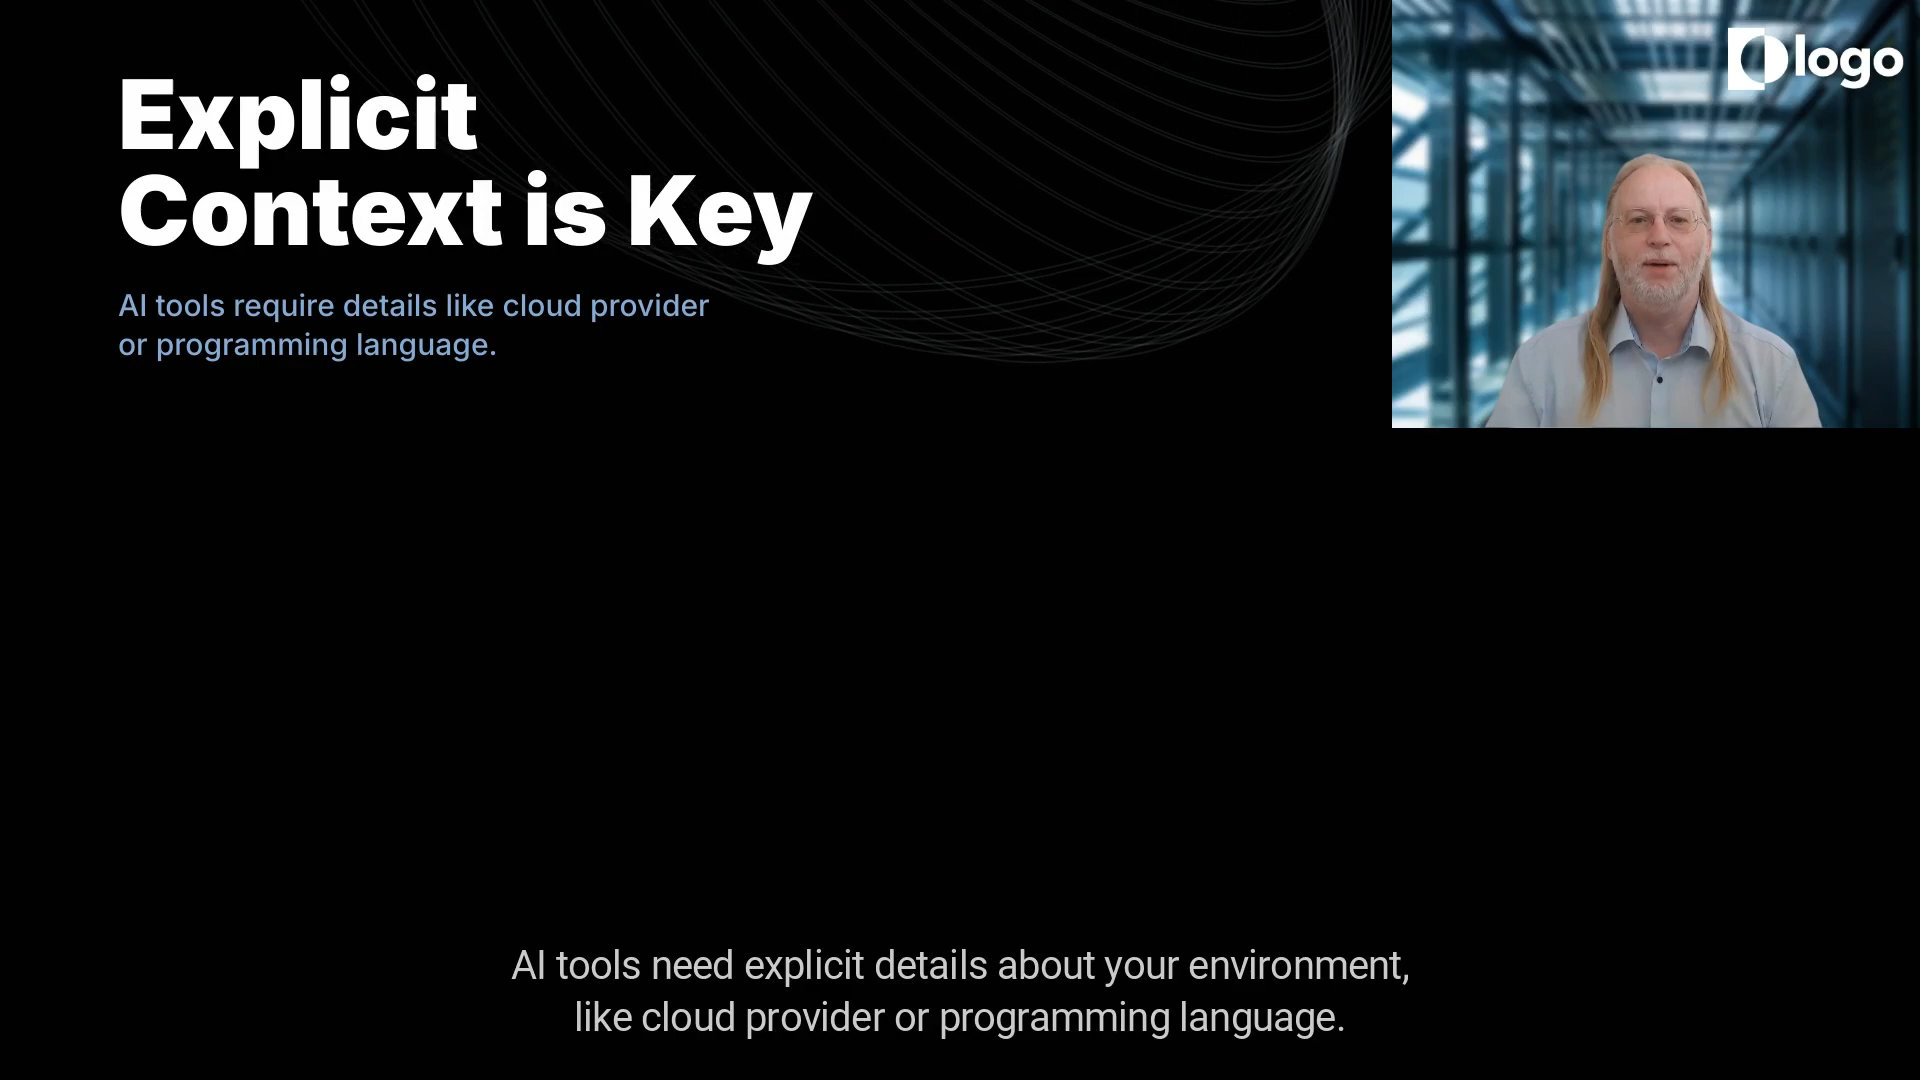 Explicit
Context is Key
AI tools require details like cloud provider
or programming language.
logo
AI tools need explicit details about your environment,
like cloud provider or programming language.